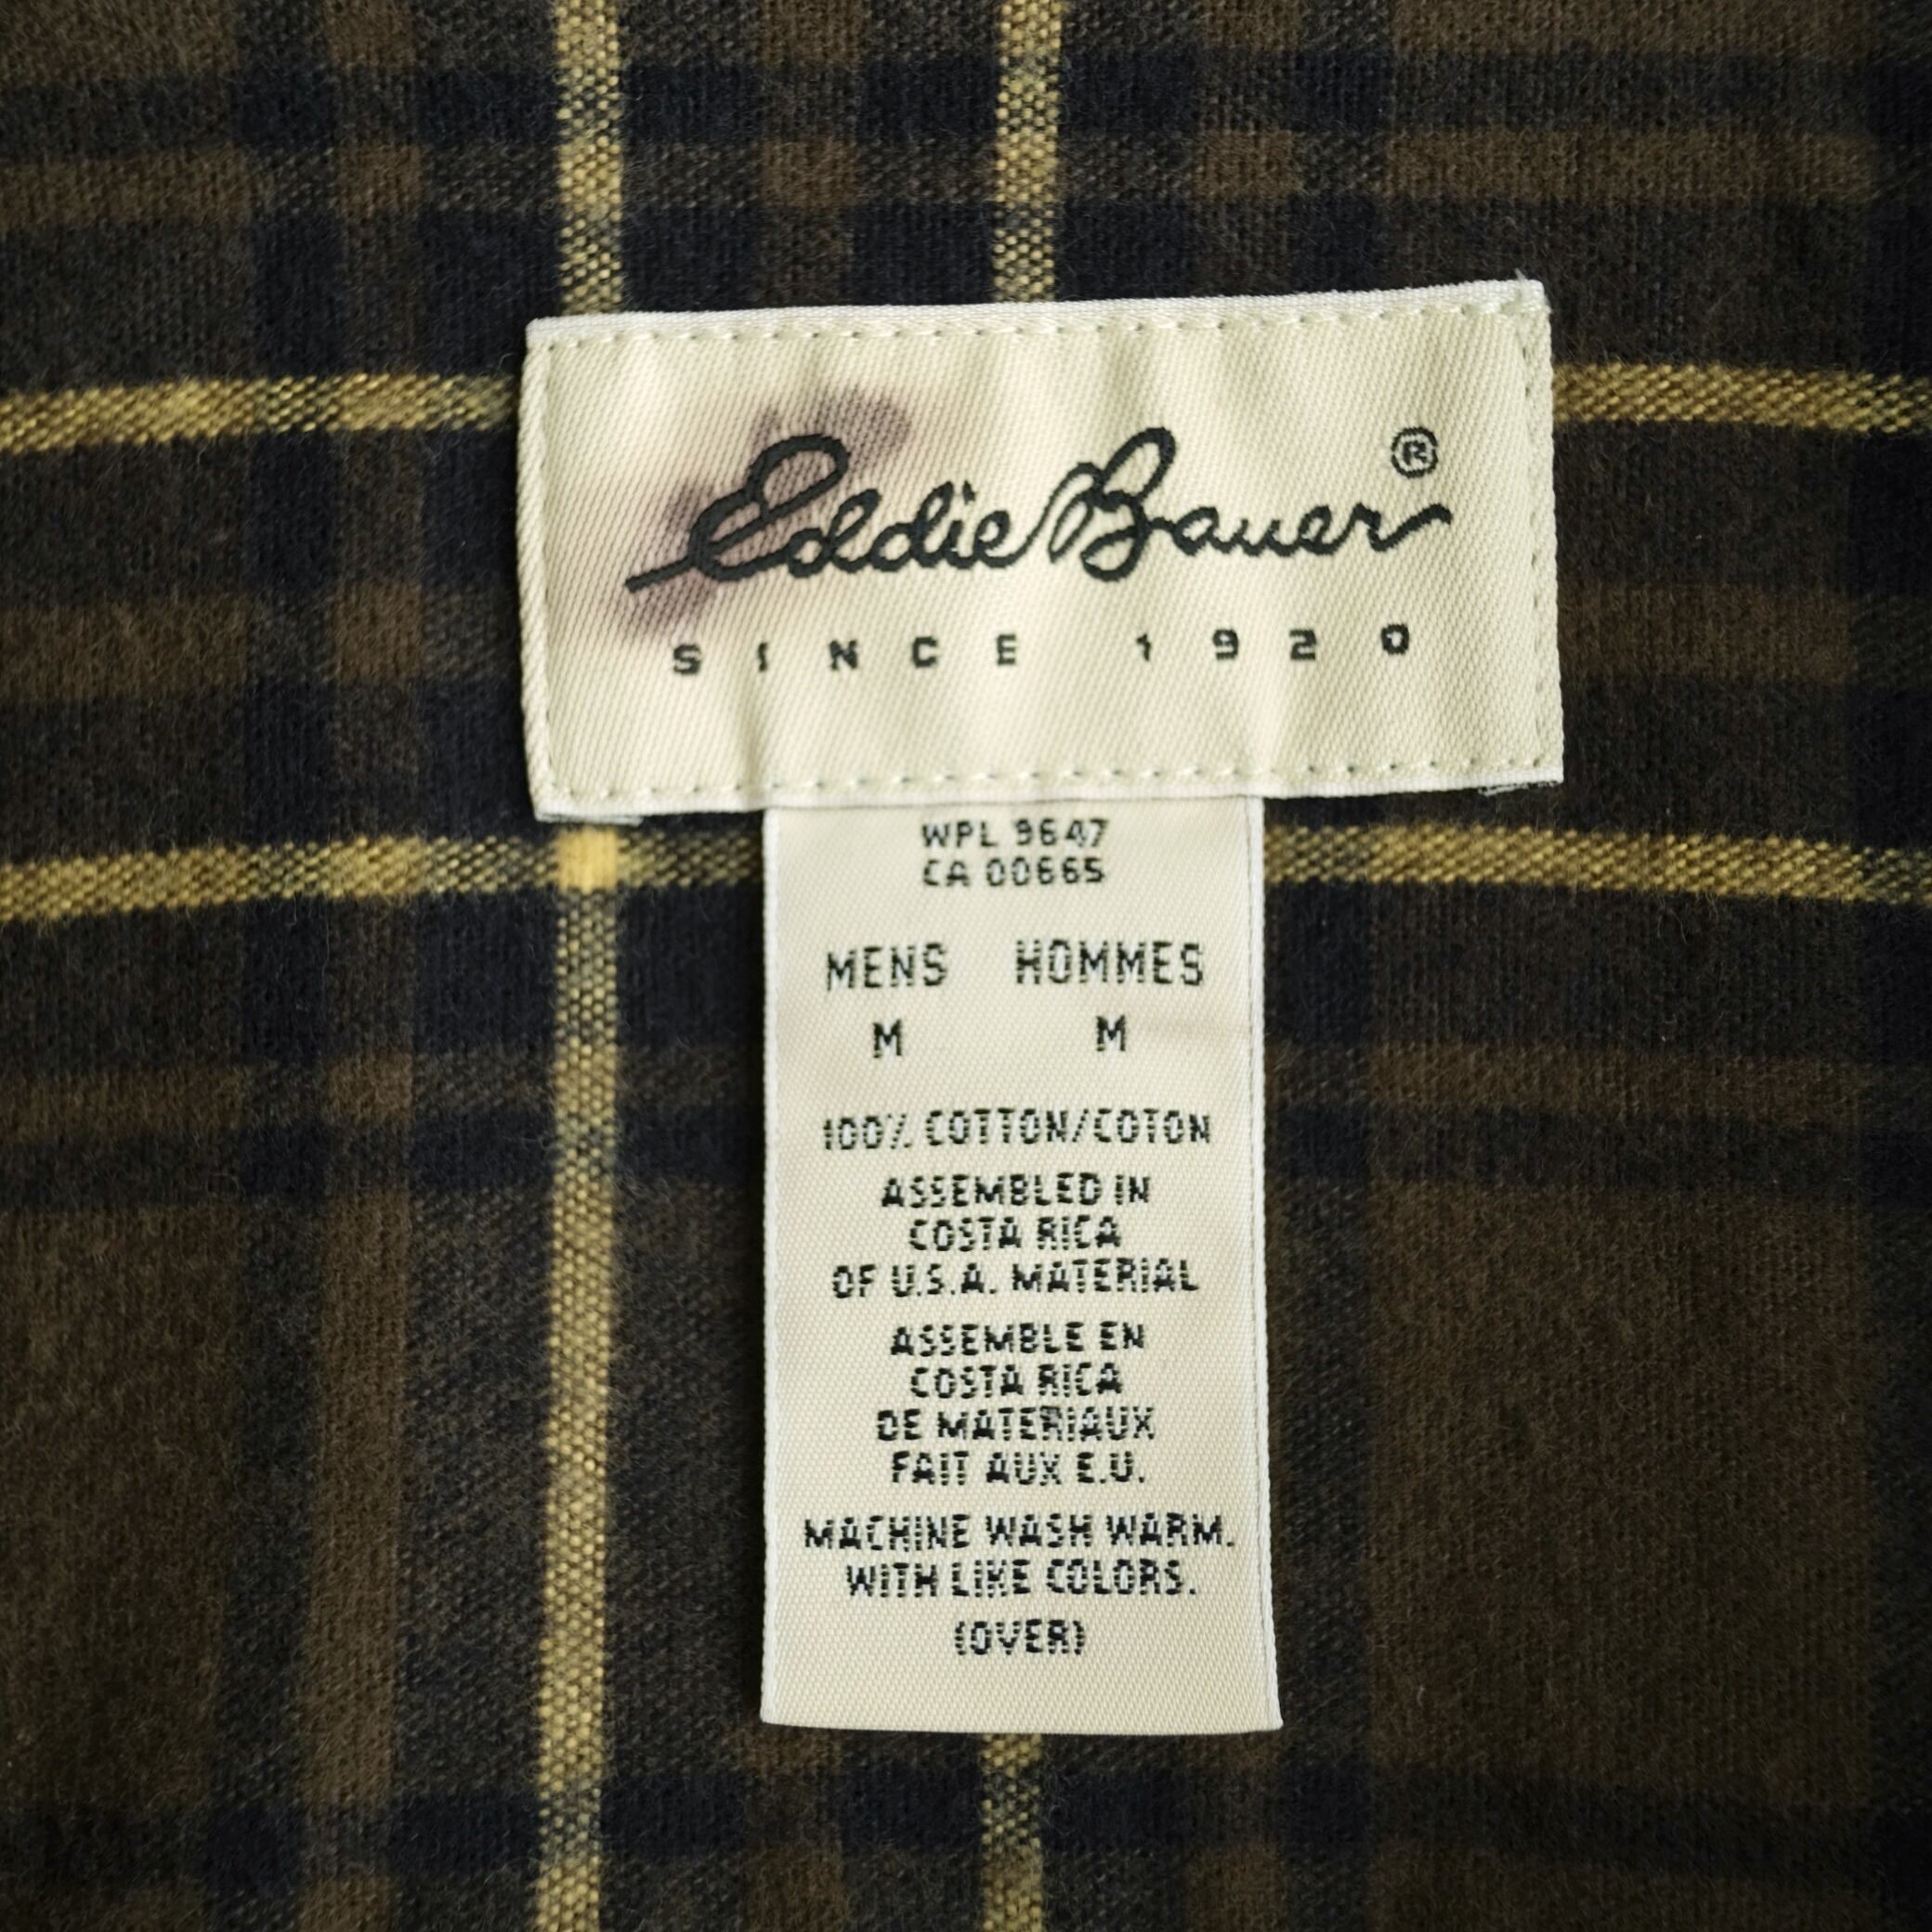 Eddie Bauer®
SINCE 1920
WPL 9647
CA 00665
MENS HOMMES
M M
100% COTTON/COTON
ASSEMBLED IN
COSTA RICA
OF U.S.A. MATERIAL
ASSEMBLE EN
COSTA RICA
DE MATERIAUX
FAIT AUX E.U.
MACHINE WASH WARM.
WITH LIKE COLORS.
(OVER)